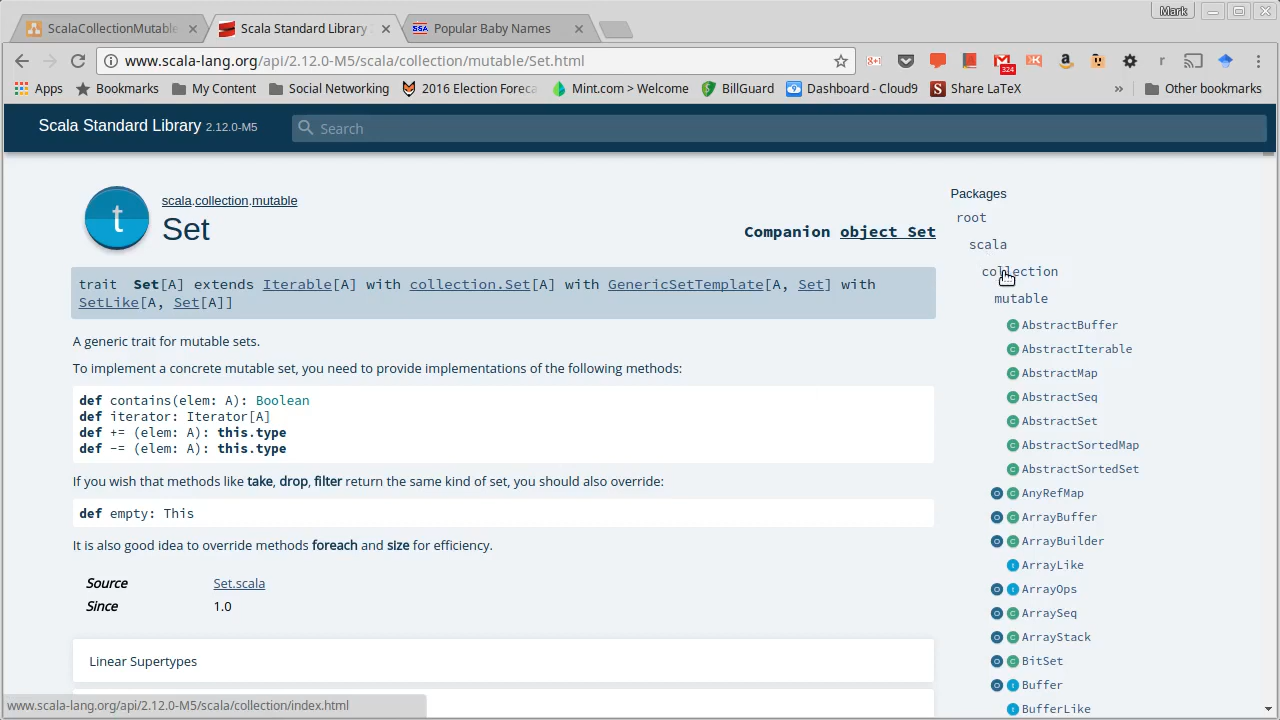 Mark
ScalaCollectionMutable
Scala Standard Library
SSA Popular Baby Names
www.scala-lang.org/api/2.12.0-M5/scala/collection/mutable/Set.html
324
Apps
Bookmarks
My Content
Social Networking
2016 Election Foreca
Mint.com > Welcome
BillGuard
Dashboard - Cloud9
Share LaTeX
»
Other bookmarks
Scala Standard Library 2.12.0-M5
Search
t
scala.collection.mutable
Set
Companion object Set
trait Set[A] extends Iterable[A] with collection.Set[A] with GenericSetTemplate[A, Set] with
SetLike[A, Set[A]]
A generic trait for mutable sets.
To implement a concrete mutable set, you need to provide implementations of the following methods:
def contains(elem: A): Boolean
def iterator: Iterator[A]
def += (elem: A): this.type
def -= (elem: A): this.type
If you wish that methods like take, drop, filter return the same kind of set, you should also override:
def empty: This
It is also good idea to override methods foreach and size for efficiency.
Source Set.scala
Since 1.0
Linear Supertypes
Packages
root
scala
collection
mutable
C AbstractBuffer
C AbstractIterable
C AbstractMap
C AbstractSeq
C AbstractSet
C AbstractSortedMap
C AbstractSortedSet
O C AnyRefMap
O C ArrayBuffer
O C ArrayBuilder
t ArrayLike
O t ArrayOps
O C ArraySeq
O C ArrayStack
O C BitSet
O t Buffer
t BufferLike
www.scala-lang.org/api/2.12.0-M5/scala/collection/index.html